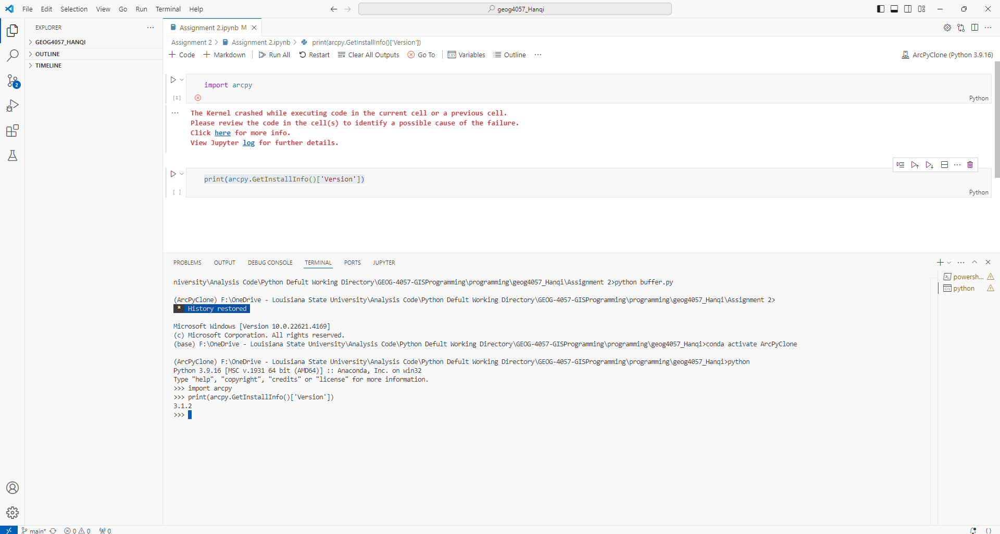 File Edit Selection View Go Run Terminal Help
geog4057_Hanqi
EXPLORER
GEOG4057_HANQI
OUTLINE
TIMELINE
2
Assignment 2.ipynb M
Assignment 2 > Assignment 2.ipynb > print(arcpy.GetInstallInfo()['Version'])
Code Markdown Run All Restart Clear All Outputs Go To Variables Outline ...
ArcPyClone (Python 3.9.16)
import arcpy
[1]
Python
The Kernel crashed while executing code in the current cell or a previous cell.
Please review the code in the cell(s) to identify a possible cause of the failure.
Click here for more info.
View Jupyter log for further details.
print(arcpy.GetInstallInfo()['Version'])
[ ]
Python
PROBLEMS OUTPUT DEBUG CONSOLE TERMINAL PORTS JUPYTER
powersh...
python
niversity\Analysis Code\Python Defult Working Directory\GEOG-4057-GISProgramming\programming\geog4057_Hanqi\Assignment 2>python buffer.py
(ArcPyClone) F:\OneDrive - Louisiana State University\Analysis Code\Python Defult Working Directory\GEOG-4057-GISProgramming\programming\geog4057_Hanqi\Assignment 2>
* History restored
Microsoft Windows [Version 10.0.22621.4169]
(c) Microsoft Corporation. All rights reserved.
(base) F:\OneDrive - Louisiana State University\Analysis Code\Python Defult Working Directory\GEOG-4057-GISProgramming\programming\geog4057_Hanqi>conda activate ArcPyClone
(ArcPyClone) F:\OneDrive - Louisiana State University\Analysis Code\Python Defult Working Directory\GEOG-4057-GISProgramming\programming\geog4057_Hanqi>python
Python 3.9.16 [MSC v.1931 64 bit (AMD64)] :: Anaconda, Inc. on win32
Type "help", "copyright", "credits" or "license" for more information.
>>> import arcpy
>>> print(arcpy.GetInstallInfo()['Version'])
3.1.2
>>>
main* 0 0 0 {}